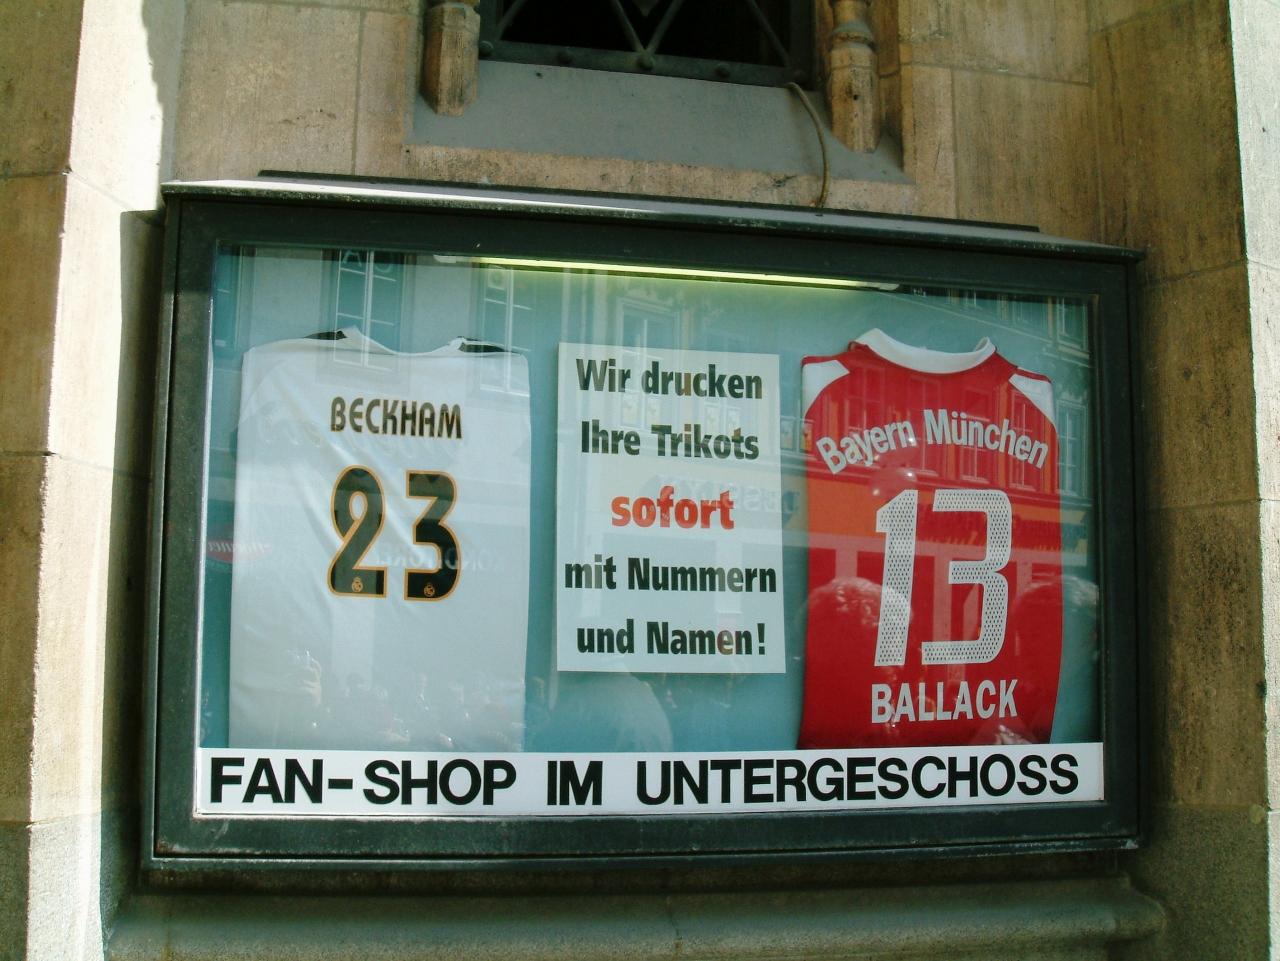 BECKHAM
23
Wir drucken
Ihre Trikots
sofort
mit Nummern
und Namen!
Bayern München
13
BALLACK
FAN-SHOP IM UNTERGESCHOSS